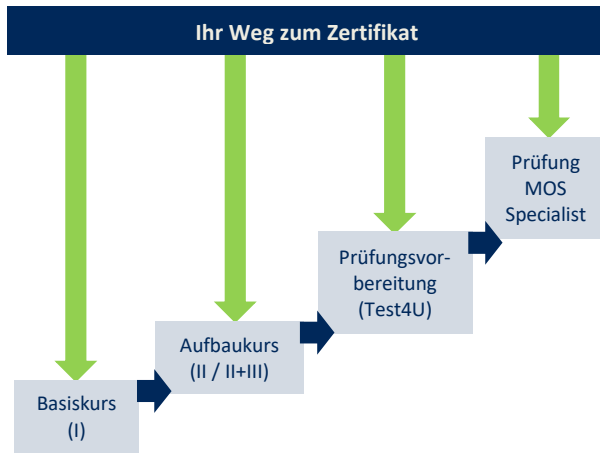 Ihr Weg zum Zertifikat
Prüfung
MOS
Specialist
Prüfungsvor-
bereitung
(Test4U)
Aufbaukurs
(II / II+III)
Basiskurs
(I)